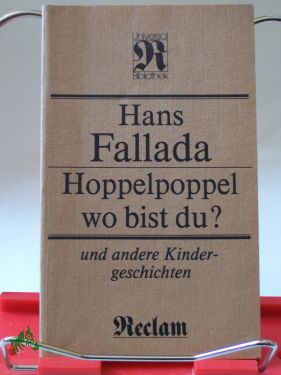 Universal
Bibliothek
Hans
Fallada
Hoppelpoppel
wo bist du?
und andere Kinder-
geschichten
Reclam